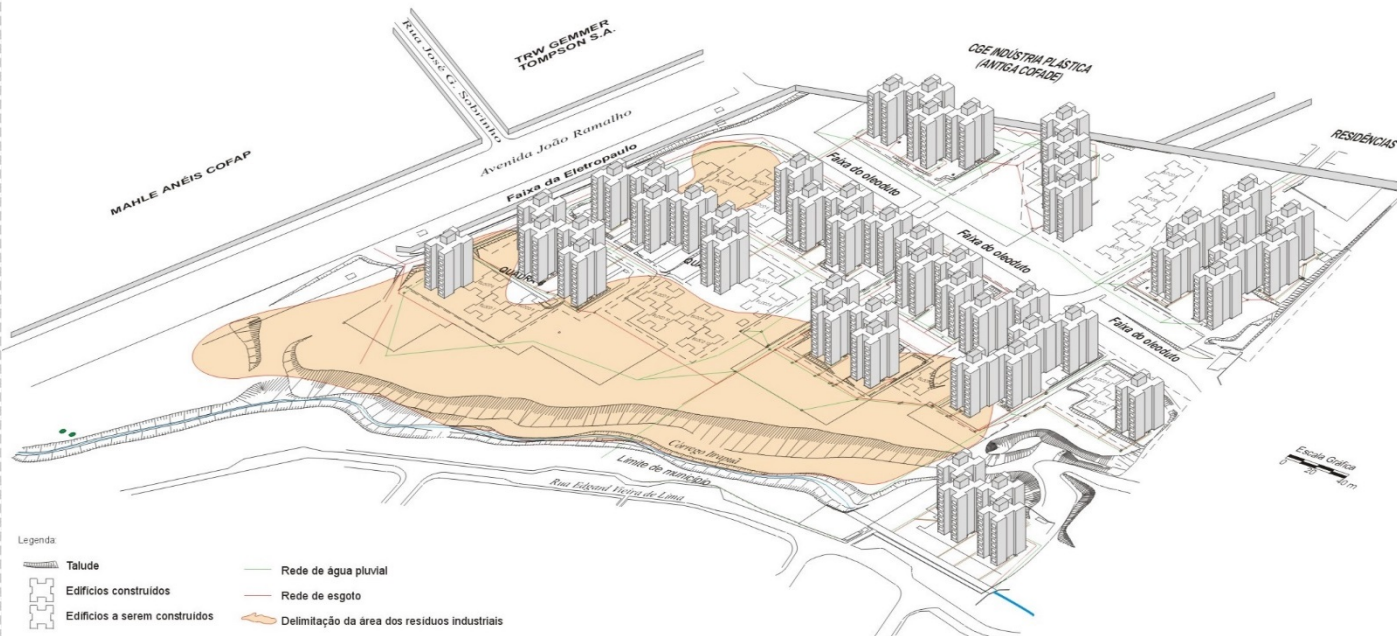 Rua José G. Sobrinho
TRW GEMMER
TOMPSON S.A.
CGE INDÚSTRIA PLÁSTICA
(ANTIGA COFADE)
RESIDÊNCIAS
MAHLE ANÉIS COFAP
Avenida João Ramalho
Faixa da Eletropaulo
Faixa do oleoduto
Faixa do oleoduto
Faixa do oleoduto
Córrego Itrapuá
Limite de município
Rua Edgard Vieira de Lima
Escala Gráfica
0 20 40 m
Legenda:
Talude
Edifícios construídos
Edifícios a serem construídos
Rede de água pluvial
Rede de esgoto
Delimitação da área dos resíduos industriais